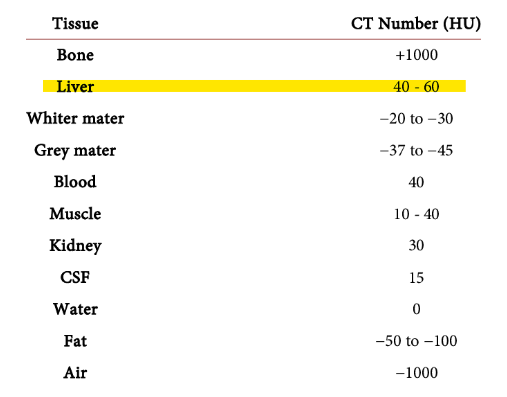 Tissue CT Number (HU)
Bone +1000
Liver 40 - 60
Whiter mater −20 to −30
Grey mater −37 to −45
Blood 40
Muscle 10 - 40
Kidney 30
CSF 15
Water 0
Fat −50 to −100
Air −1000